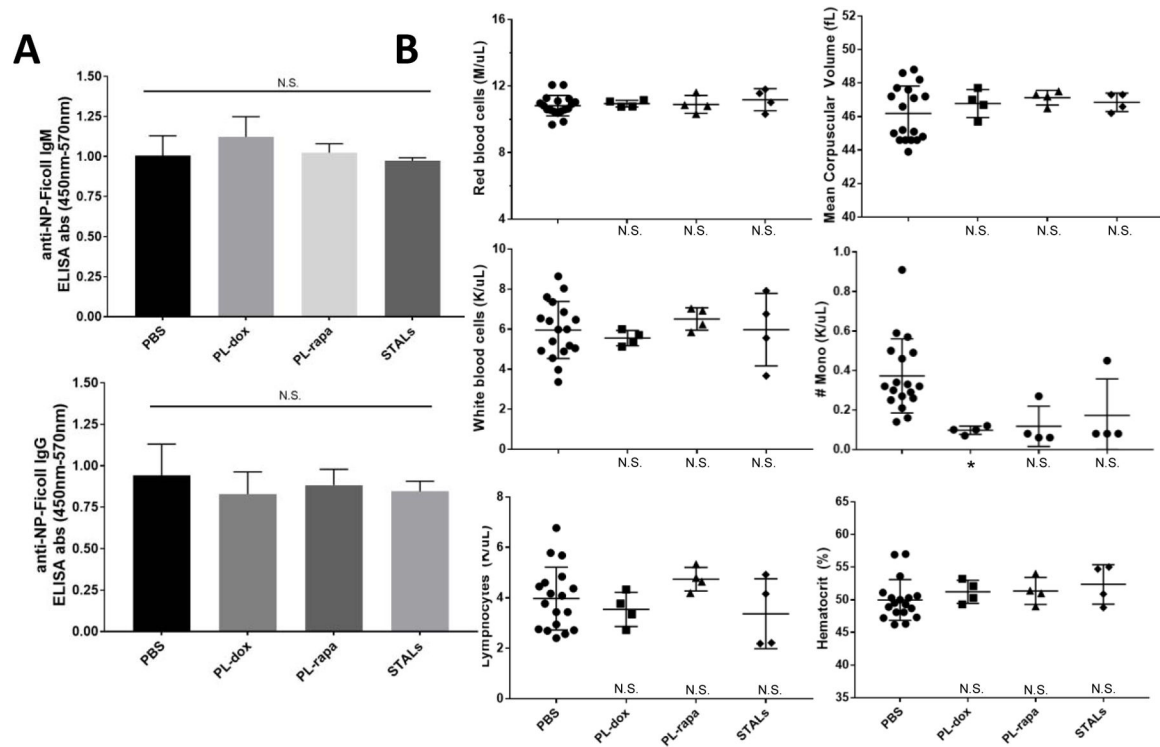 A
anti-NP-Ficoll IgM
ELISA abs (450nm-570nm)
N.S.
1.50
1.25
1.00
0.75
0.50
0.25
0.00
PBS
PL-dox
PL-rapa
STALs
anti-NP-Ficoll IgG
ELISA abs (450nm-570nm)
N.S.
1.50
1.25
1.00
0.75
0.50
0.25
0.00
PBS
PL-dox
PL-rapa
STALs
B
Red blood cells (M/uL)
16
12
8
4
N.S.
N.S.
N.S.
Mean Corpuscular Volume (fL)
52
50
48
46
44
42
40
N.S.
N.S.
N.S.
White blood cells (K/uL)
10
8
6
4
2
0
N.S.
N.S.
N.S.
# Mono (K/uL)
1.0
0.8
0.6
0.4
0.2
0.0
*
N.S.
N.S.
Lymphocytes (K/uL)
8
6
4
2
0
N.S.
N.S.
N.S.
PBS
PL-dox
PL-rapa
STALs
Hematocrit (%)
65
60
55
50
45
40
35
N.S.
N.S.
N.S.
PBS
PL-dox
PL-rapa
STALs